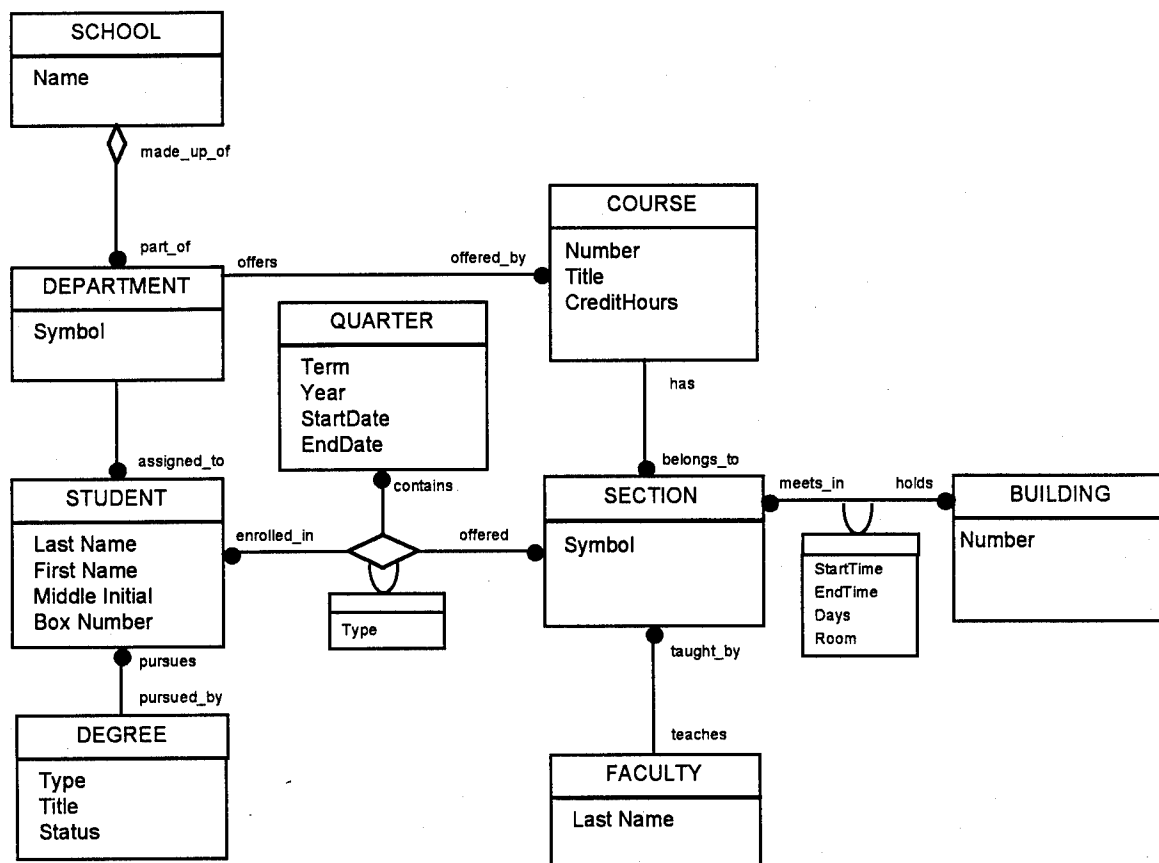 SCHOOL
Name
made_up_of
part_of
DEPARTMENT
Symbol
offers
offered_by
COURSE
Number
Title
CreditHours
QUARTER
Term
Year
StartDate
EndDate
contains
has
belongs_to
assigned_to
STUDENT
Last Name
First Name
Middle Initial
Box Number
enrolled_in
offered
Type
SECTION
Symbol
meets_in
holds
StartTime
EndTime
Days
Room
BUILDING
Number
pursues
pursued_by
DEGREE
Type
Title
Status
taught_by
teaches
FACULTY
Last Name